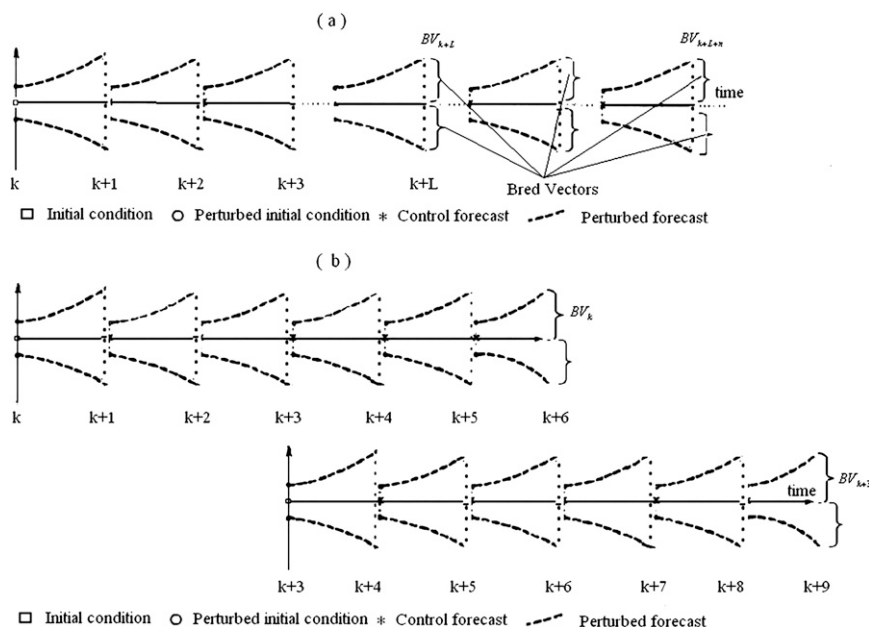 ( a )
BV_{k+L}
BV_{k+L+n}
time
k k+1 k+2 k+3 k+L
Bred Vectors
Initial condition Perturbed initial condition * Control forecast Perturbed forecast
( b )
BV_k
k k+1 k+2 k+3 k+4 k+5 k+6
time
BV_{k+3
k+3 k+4 k+5 k+6 k+7 k+8 k+9
Initial condition Perturbed initial condition * Control forecast Perturbed forecast